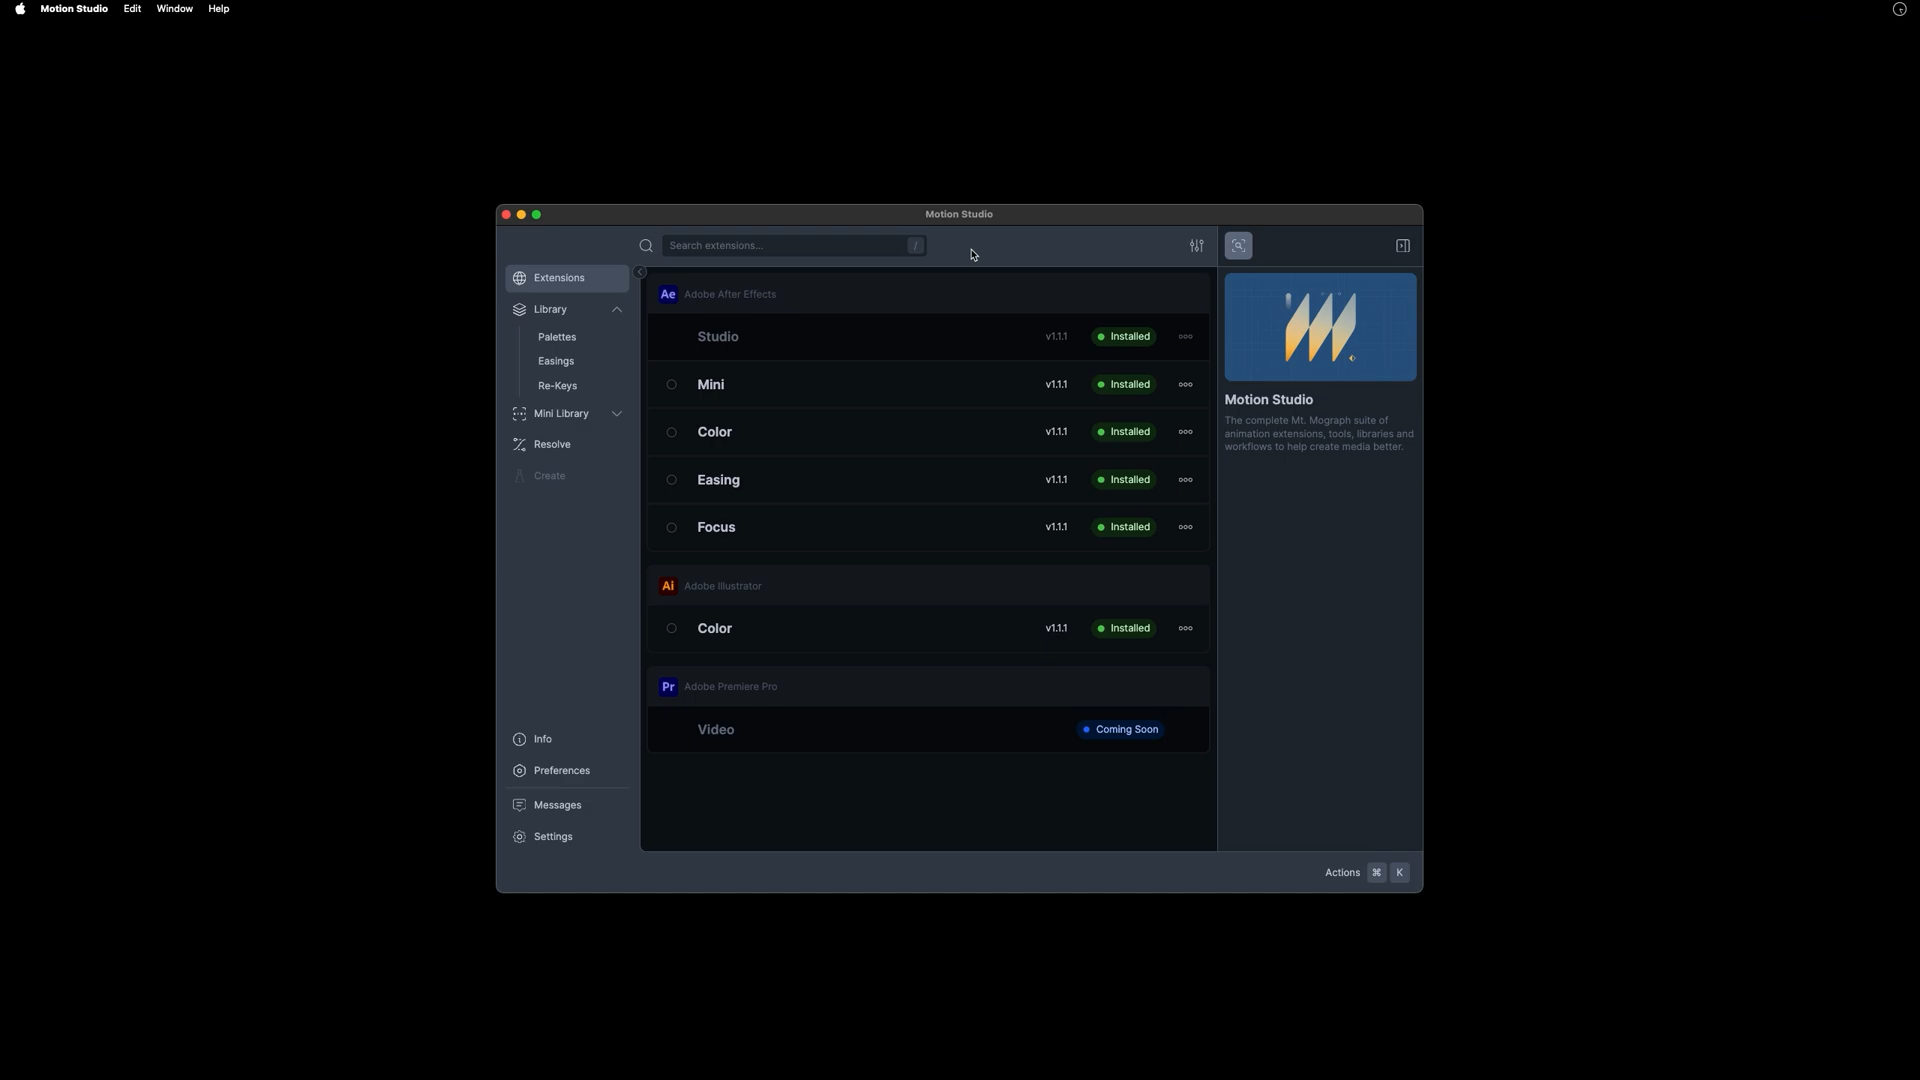 Motion Studio Edit Window Help
Motion Studio
Search extensions... /
Extensions
Library
Palettes
Easings
Re-Keys
Mini Library
Resolve
Create
Info
Preferences
Messages
Settings
Ae Adobe After Effects
Studio v1.1.1 Installed
Mini v1.1.1 Installed
Color v1.1.1 Installed
Easing v1.1.1 Installed
Focus v1.1.1 Installed
Ai Adobe Illustrator
Color v1.1.1 Installed
Pr Adobe Premiere Pro
Video Coming Soon
Motion Studio
The complete Mt. Mograph suite of
animation extensions, tools, libraries and
workflows to help create media better.
Actions ⌘ K